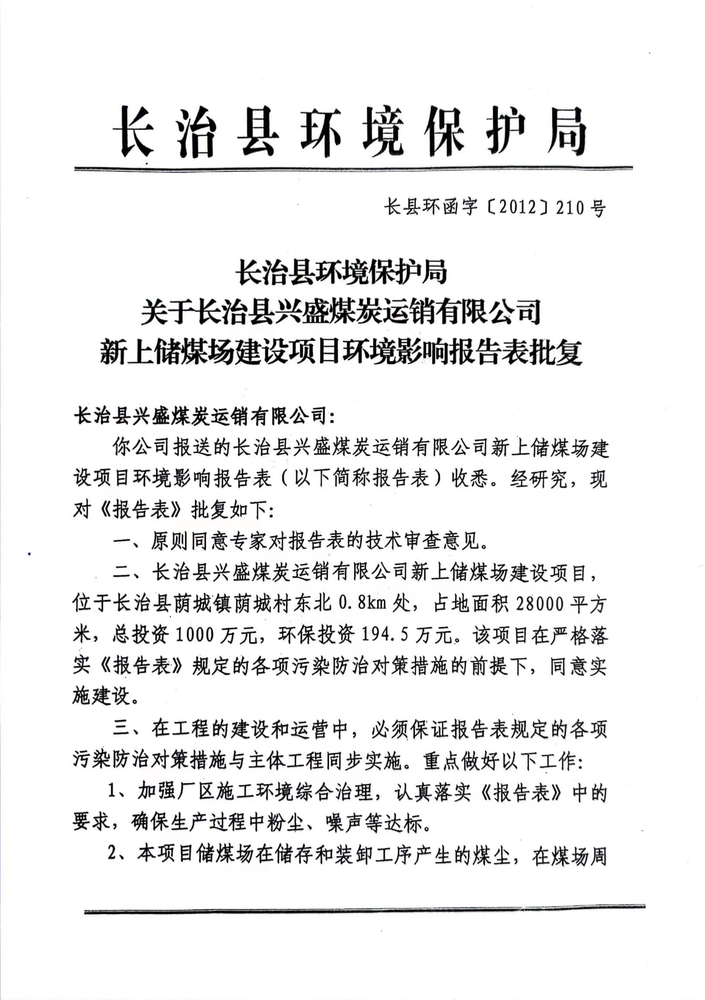 长治县环境保护局
长县环函字〔2012〕210号
长治县环境保护局
关于长治县兴盛煤炭运销有限公司
新上储煤场建设项目环境影响报告表批复
长治县兴盛煤炭运销有限公司:
你公司报送的长治县兴盛煤炭运销有限公司新上储煤场建
设项目环境影响报告表(以下简称报告表)收悉。经研究，现
对《报告表》批复如下:
一、原则同意专家对报告表的技术审查意见。
二、长治县兴盛煤炭运销有限公司新上储煤场建设项目，
位于长治县荫城镇荫城村东北0.8km处，占地面积28000平方
米，总投资1000万元，环保投资194.5万元。该项目在严格落
实《报告表》规定的各项污染防治对策措施的前提下，同意实
施建设。
三、在工程的建设和运营中，必须保证报告表规定的各项
污染防治对策措施与主体工程同步实施。重点做好以下工作:
1、加强厂区施工环境综合治理，认真落实《报告表》中的
要求，确保生产过程中粉尘、噪声等达标。
2、本项目储煤场在储存和装卸工序产生的煤尘，在煤场周